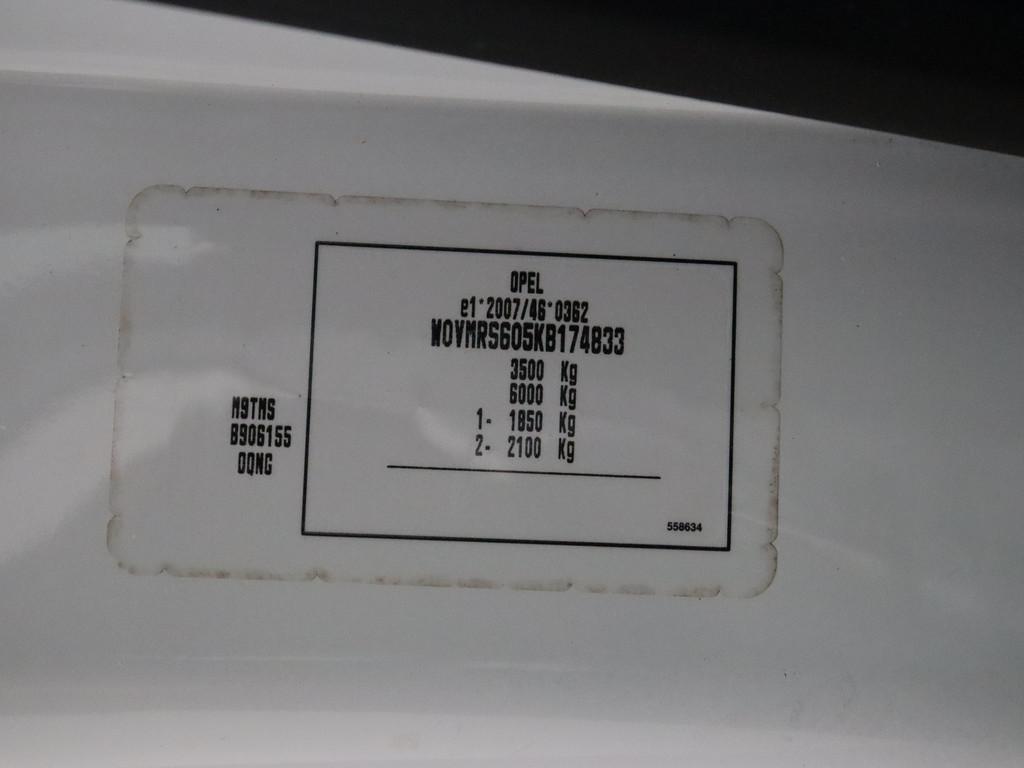 OPEL
e1*2007/46*0362
W0VMRS605KB174833
3500 Kg
6000 Kg
1- 1850 Kg
2- 2100 Kg
M9TMS
B906155
0QNG
558634